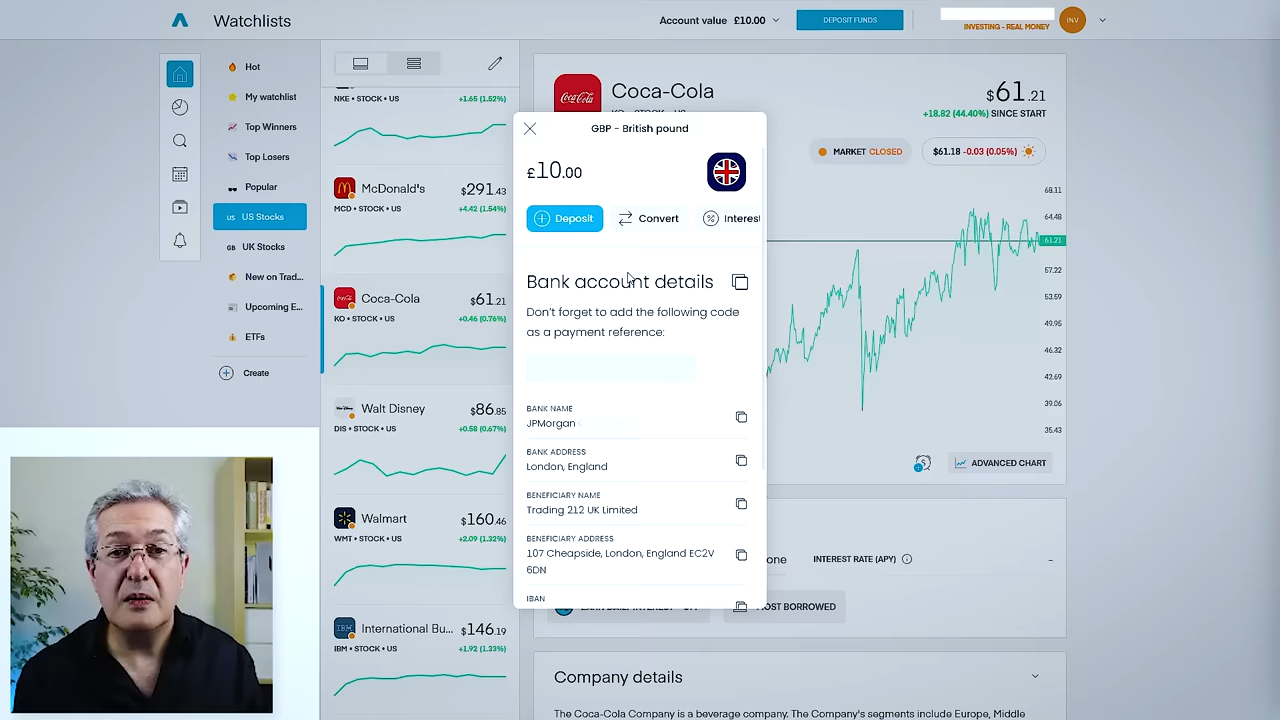 Watchlists
Account value £10.00
DEPOSIT FUNDS
INVESTING - REAL MONEY
INV
Hot
My watchlist
Top Winners
Top Losers
Popular
US US Stocks
GB UK Stocks
New on Trad...
Upcoming E...
ETFs
Create
NKE • STOCK • US +1.65 (1.52%)
McDonald's $291.43
MCD • STOCK • US +4.42 (1.54%)
Coca-Cola $61.21
KO • STOCK • US +0.46 (0.76%)
Walt Disney $86.85
DIS • STOCK • US +0.58 (0.67%)
Walmart $160.46
WMT • STOCK • US +2.09 (1.32%)
International Bu... $146.19
IBM • STOCK • US +1.92 (1.33%)
GBP - British pound
£10.00
Deposit
Convert
Interest
Bank account details
Don't forget to add the following code
as a payment reference:
BANK NAME
JPMorgan
BANK ADDRESS
London, England
BENEFICIARY NAME
Trading 212 UK Limited
BENEFICIARY ADDRESS
107 Cheapside, London, England EC2V
6DN
IBAN
Coca-Cola
Coca-Cola
$61.21
+18.82 (44.40%) SINCE START
MARKET CLOSED
$61.18 -0.03 (0.05%)
68.11
64.48
61.21
57.22
53.59
49.95
46.32
42.69
39.06
35.43
ADVANCED CHART
INTEREST RATE (APY)
–
MOST BORROWED
Company details
The Coca-Cola Company is a beverage company. The Company's segments include Europe, Middle